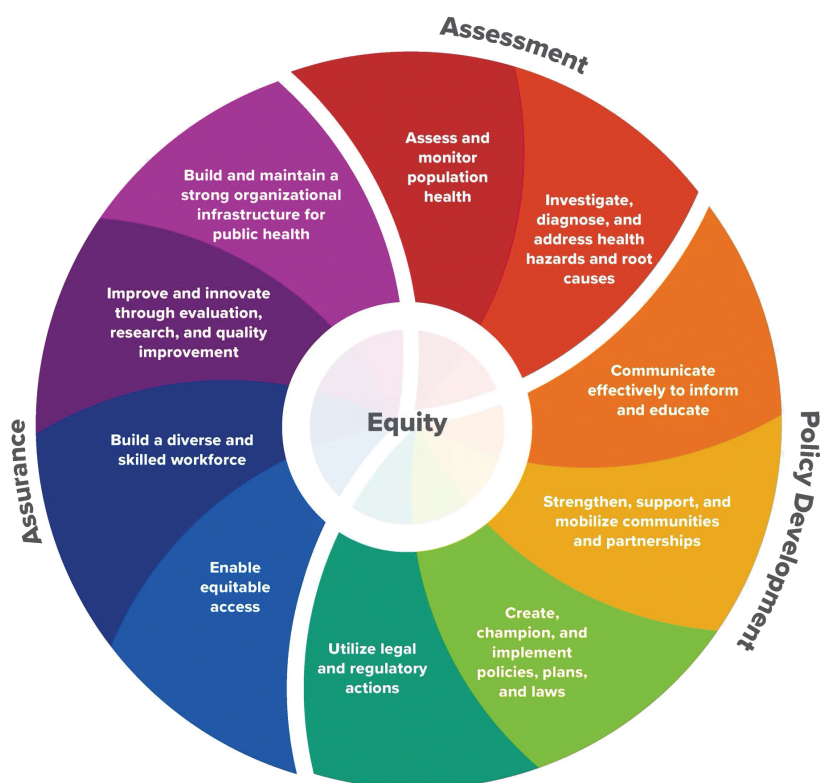 Assessment
Assess and
monitor
population
health
Investigate,
diagnose, and
address health
hazards and root
causes
Policy Development
Communicate
effectively to inform
and educate
Strengthen, support, and
mobilize communities
and partnerships
Create,
champion, and
implement
policies, plans,
and laws
Utilize legal
and regulatory
actions
Assurance
Enable
equitable
access
Build a diverse and
skilled workforce
Improve and innovate
through evaluation,
research, and quality
improvement
Build and maintain a
strong organizational
infrastructure for
public health
Equity